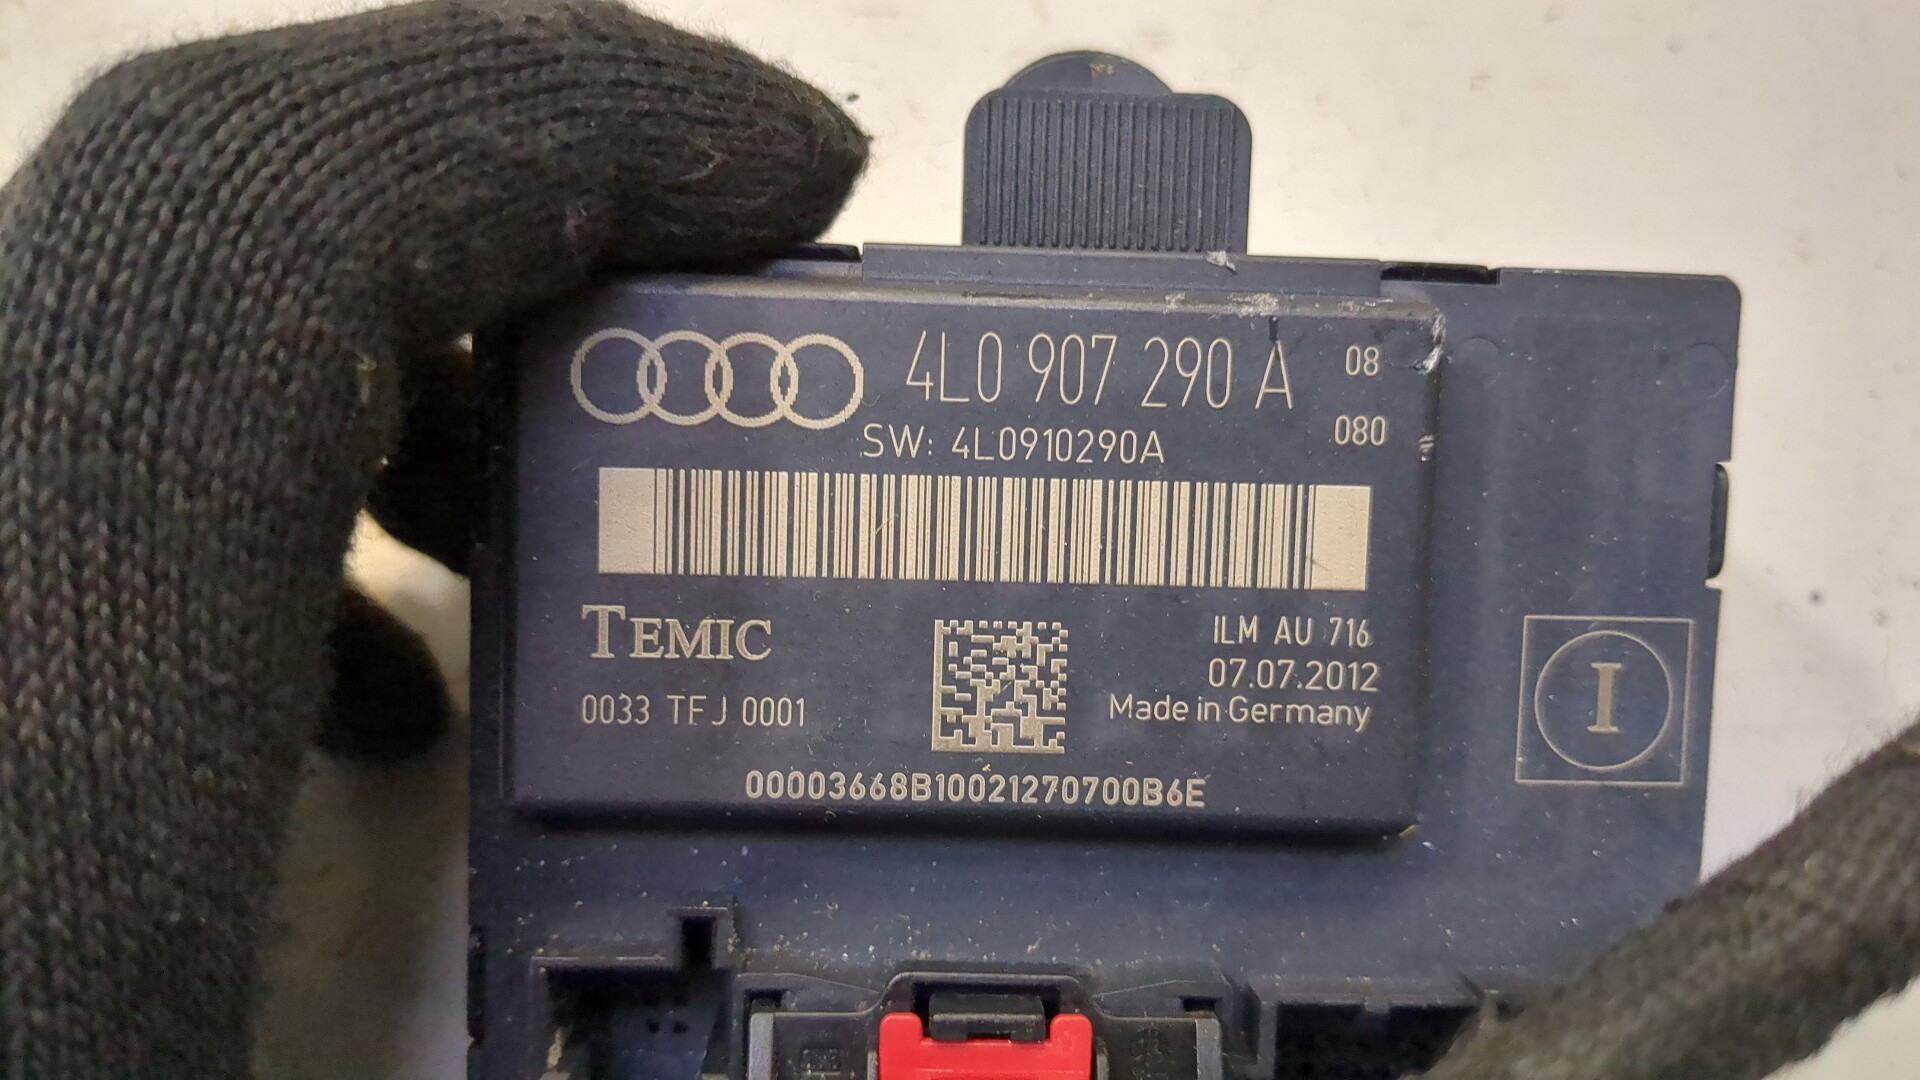 4L0 907 290 A 08
080
SW: 4L0910290A
TEMIC
ILM AU 716
07.07.2012
0033 TFJ 0001
Made in Germany
00003668B10021270700B6E
I